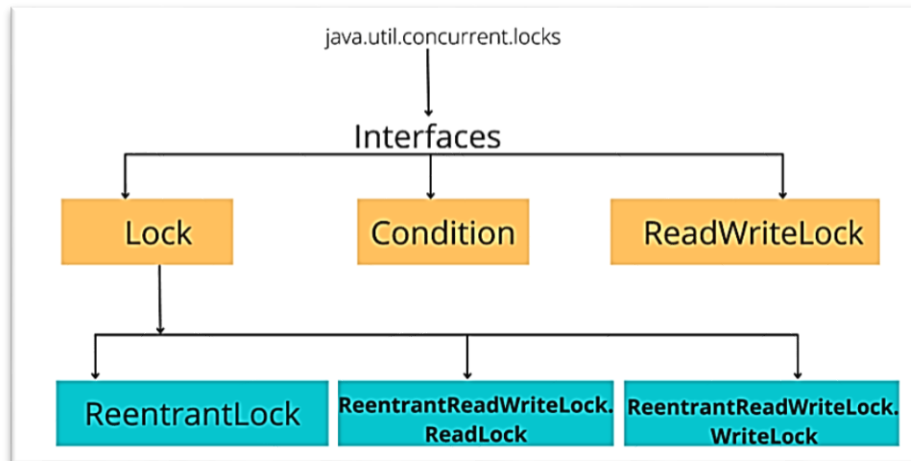 java.util.concurrent.locks
Interfaces
Lock
Condition
ReadWriteLock
ReentrantLock
ReentrantReadWriteLock.
ReadLock
ReentrantReadWriteLock.
WriteLock